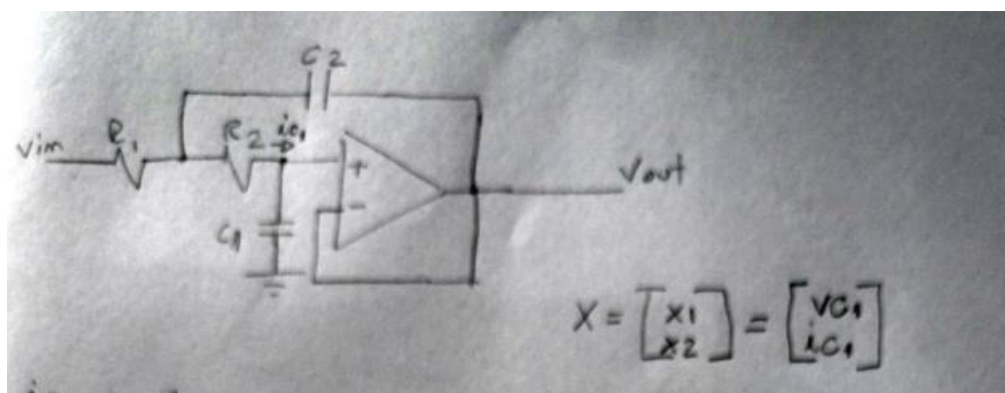 C2
Vin R1 R2 ic1
+
-
Vout
C1
X = [x1 x2] = [vc1 ic1]